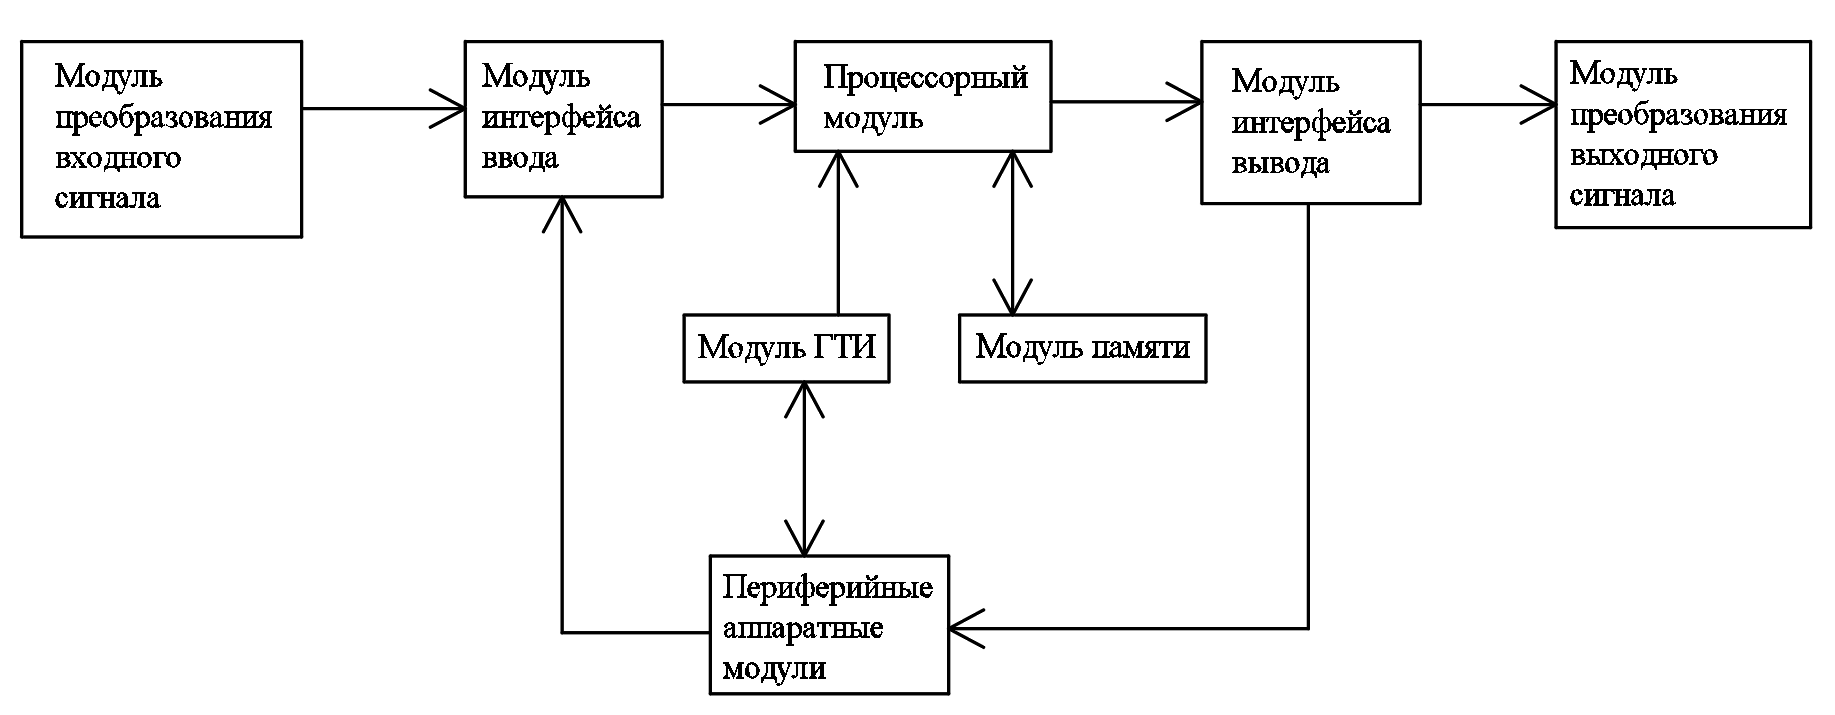 Модуль
преобразования
входного
сигнала
Модуль
интерфейса
ввода
Процессорный
модуль
Модуль
интерфейса
вывода
Модуль
преобразования
выходного
сигнала
Модуль ГТИ
Модуль памяти
Периферийные
аппаратные
модули